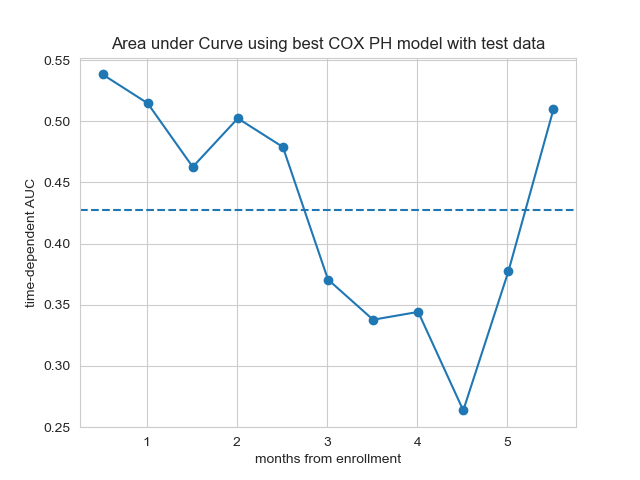 Area under Curve using best COX PH model with test data
0.55
0.50
0.45
0.40
0.35
0.30
0.25
time-dependent AUC
1 2 3 4 5
months from enrollment